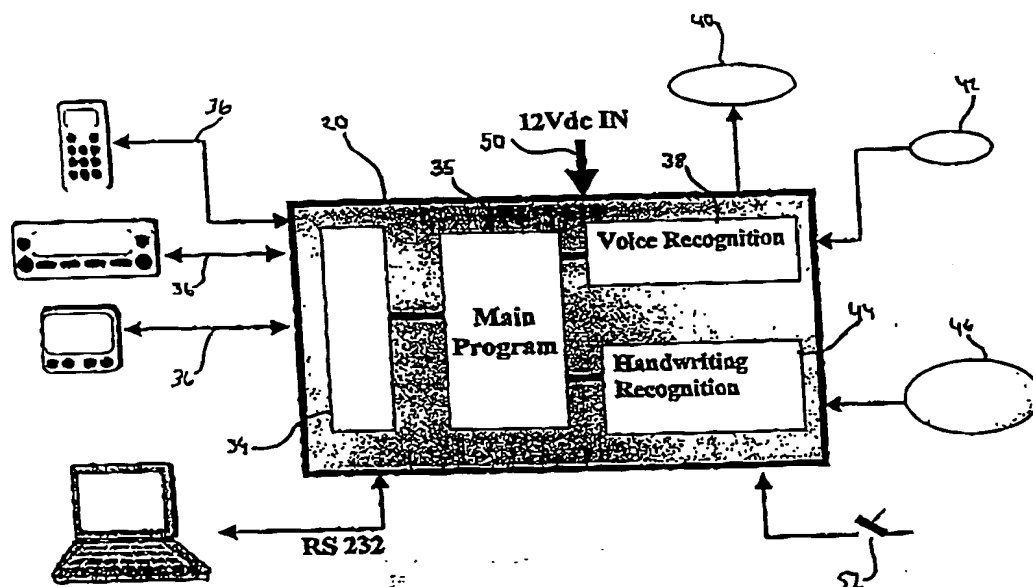 40
42
36
20
12Vdc IN
50
35
38
Voice Recognition
36
Main
Program
Handwriting
Recognition
44
46
36
34
RS 232
52